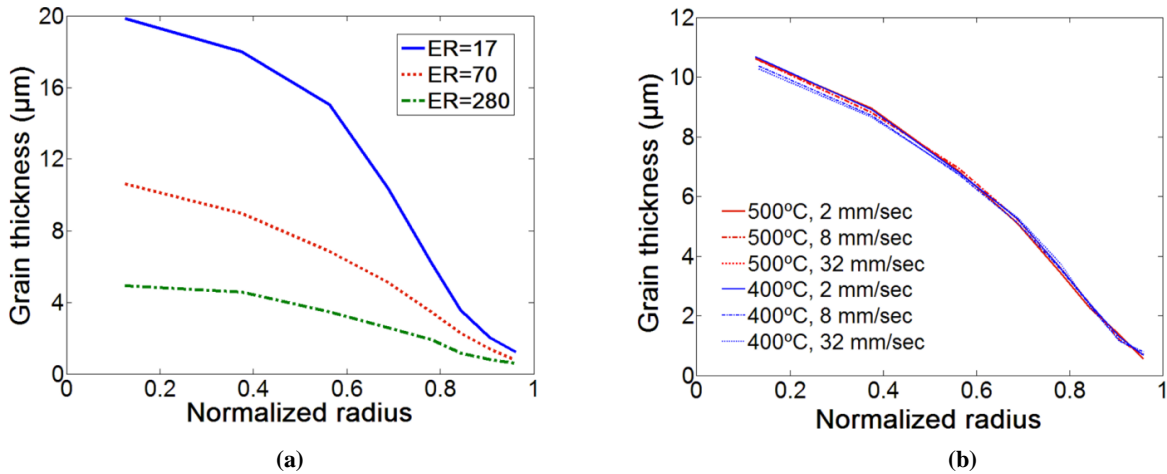 20
16
12
8
4
0
Grain thickness (µm)
ER=17
ER=70
ER=280
0
0.2
0.4
0.6
0.8
1
Normalized radius
(a)
12
10
8
6
4
2
0
Grain thickness (µm)
500ºC, 2 mm/sec
500ºC, 8 mm/sec
500ºC, 32 mm/sec
400ºC, 2 mm/sec
400ºC, 8 mm/sec
400ºC, 32 mm/sec
0
0.2
0.4
0.6
0.8
1
Normalized radius
(b)